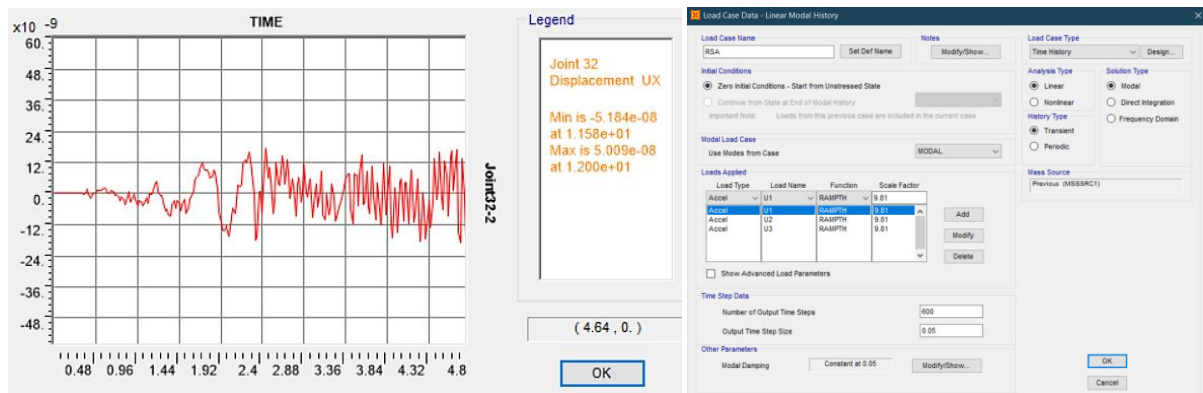 TIME
x10 -9
60.
48.
36.
24.
12.
0.
-12.
-24.
-36.
-48.
0.48 0.96 1.44 1.92 2.4 2.88 3.36 3.84 4.32 4.8
Joint32-2
Legend
Joint 32
Displacement UX
Min is -5.184e-08
at 1.158e+01
Max is 5.009e-08
at 1.200e+01
( 4.64 , 0. )
OK
Load Case Data - Linear Modal History
Load Case Name
RSA
Set Def Name
Notes
Modify/Show...
Load Case Type
Time History
Design...
Initial Conditions
Zero Initial Conditions - Start from Unstressed State
Continue from State at End of Modal History
Important Note: Loads from this previous case are included in the current case
Analysis Type
Linear
Nonlinear
Solution Type
Modal
Direct Integration
Frequency Domain
History Type
Transient
Periodic
Modal Load Case
Use Modes from Case
MODAL
Loads Applied
Load Type Load Name Function Scale Factor
Accel U1 RAMPTH 9.81
Accel U1 RAMPTH 9.81
Accel U2 RAMPTH 9.81
Accel U3 RAMPTH 9.81
Add
Modify
Delete
Show Advanced Load Parameters
Mass Source
Previous (MSSSRC1)
Time Step Data
Number of Output Time Steps
600
Output Time Step Size
0.05
Other Parameters
Modal Damping
Constant at 0.05
Modify/Show...
OK
Cancel